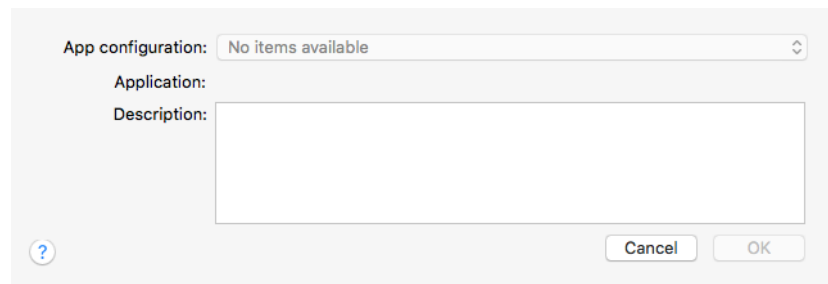 App configuration: No items available
Application:
Description:
? Cancel OK